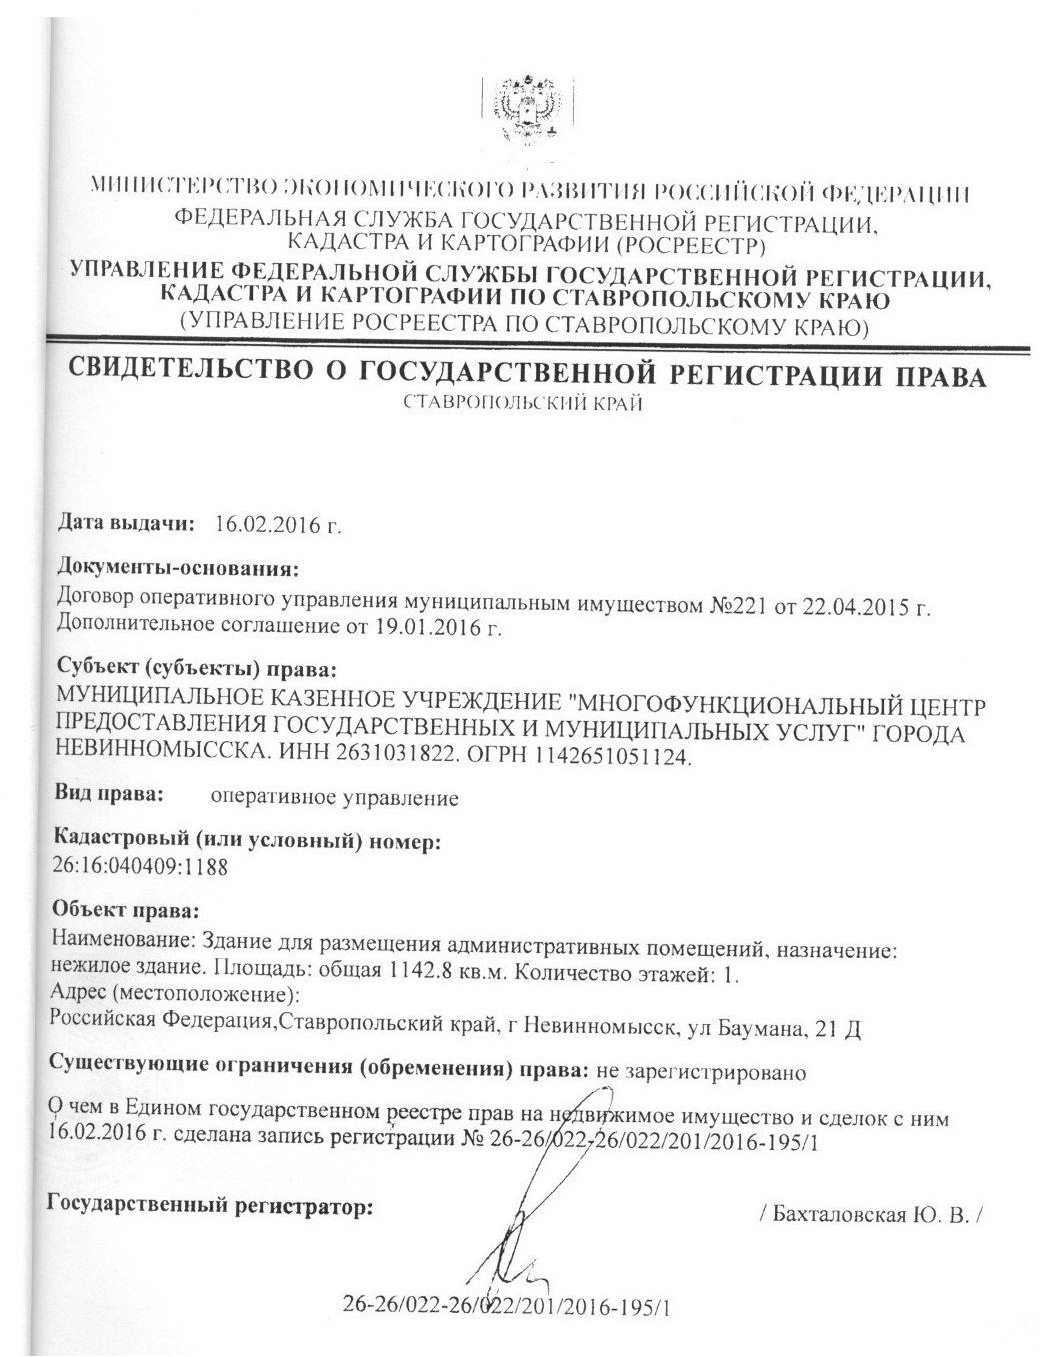 МИНИСТЕРСТВО ЭКОНОМИЧЕСКОГО РАЗВИТИЯ РОССИЙСКОЙ ФЕДЕРАЦИИ
ФЕДЕРАЛЬНАЯ СЛУЖБА ГОСУДАРСТВЕННОЙ РЕГИСТРАЦИИ,
КАДАСТРА И КАРТОГРАФИИ (РОСРЕЕСТР)
УПРАВЛЕНИЕ ФЕДЕРАЛЬНОЙ СЛУЖБЫ ГОСУДАРСТВЕННОЙ РЕГИСТРАЦИИ,
КАДАСТРА И КАРТОГРАФИИ ПО СТАВРОПОЛЬСКОМУ КРАЮ
(УПРАВЛЕНИЕ РОСРЕЕСТРА ПО СТАВРОПОЛЬСКОМУ КРАЮ)
СВИДЕТЕЛЬСТВО О ГОСУДАРСТВЕННОЙ РЕГИСТРАЦИИ ПРАВА
СТАВРОПОЛЬСКИЙ КРАЙ
Дата выдачи: 16.02.2016 г.
Документы-основания:
Договор оперативного управления муниципальным имуществом №221 от 22.04.2015 г.
Дополнительное соглашение от 19.01.2016 г.
Субъект (субъекты) права:
МУНИЦИПАЛЬНОЕ КАЗЕННОЕ УЧРЕЖДЕНИЕ "МНОГОФУНКЦИОНАЛЬНЫЙ ЦЕНТР
ПРЕДОСТАВЛЕНИЯ ГОСУДАРСТВЕННЫХ И МУНИЦИПАЛЬНЫХ УСЛУГ" ГОРОДА
НЕВИННОМЫССКА. ИНН 2631031822. ОГРН 1142651051124.
Вид права: оперативное управление
Кадастровый (или условный) номер:
26:16:040409:1188
Объект права:
Наименование: Здание для размещения административных помещений, назначение:
нежилое здание. Площадь: общая 1142.8 кв.м. Количество этажей: 1.
Адрес (местоположение):
Российская Федерация,Ставропольский край, г Невинномысск, ул Баумана, 21 Д
Существующие ограничения (обременения) права: не зарегистрировано
О чем в Едином государственном реестре прав на недвижимое имущество и сделок с ним
16.02.2016 г. сделана запись регистрации № 26-26/022-26/022/201/2016-195/1
Государственный регистратор: / Бахталовская Ю. В. /
26-26/022-26/022/201/2016-195/1